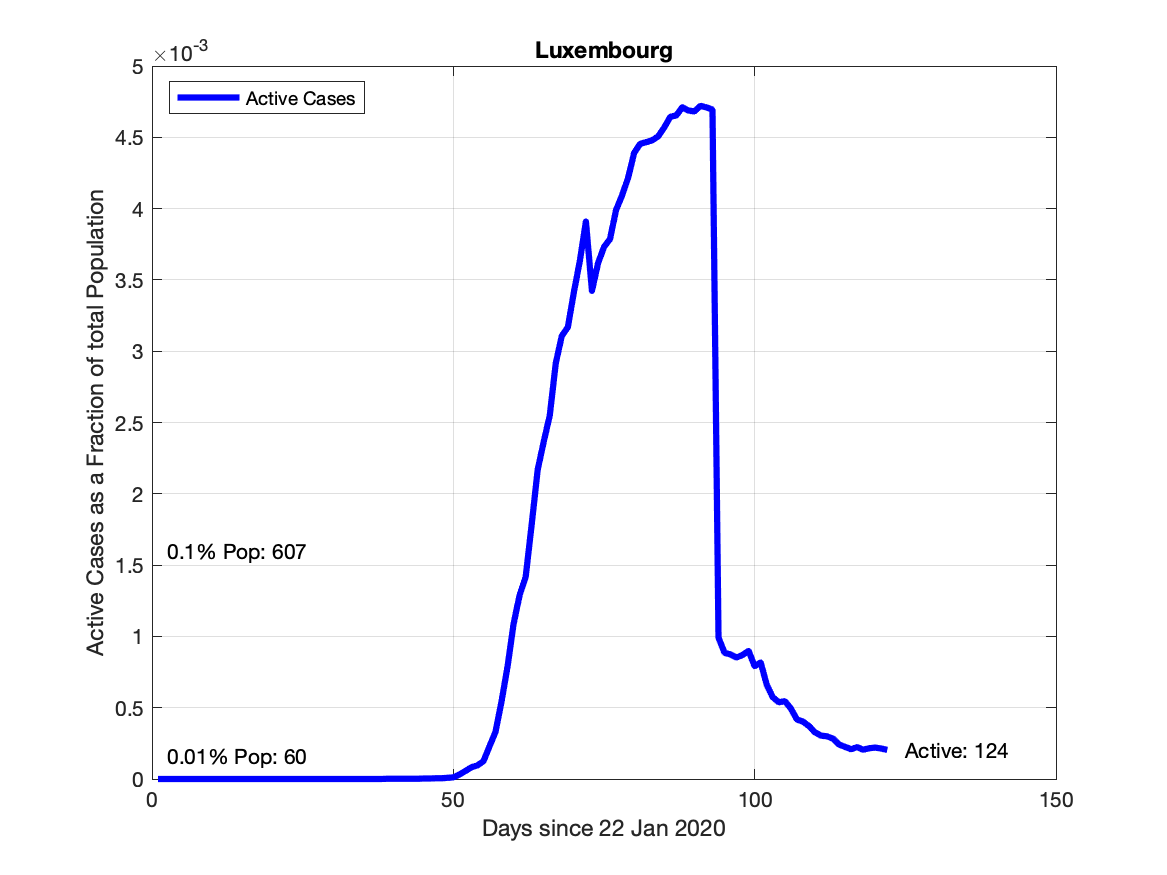 Luxembourg
×10-3
Active Cases
5
4.5
4
3.5
3
2.5
2
1.5
1
0.5
0
Active Cases as a Fraction of total Population
0.1% Pop: 607
0.01% Pop: 60
Active: 124
0 50 100 150
Days since 22 Jan 2020